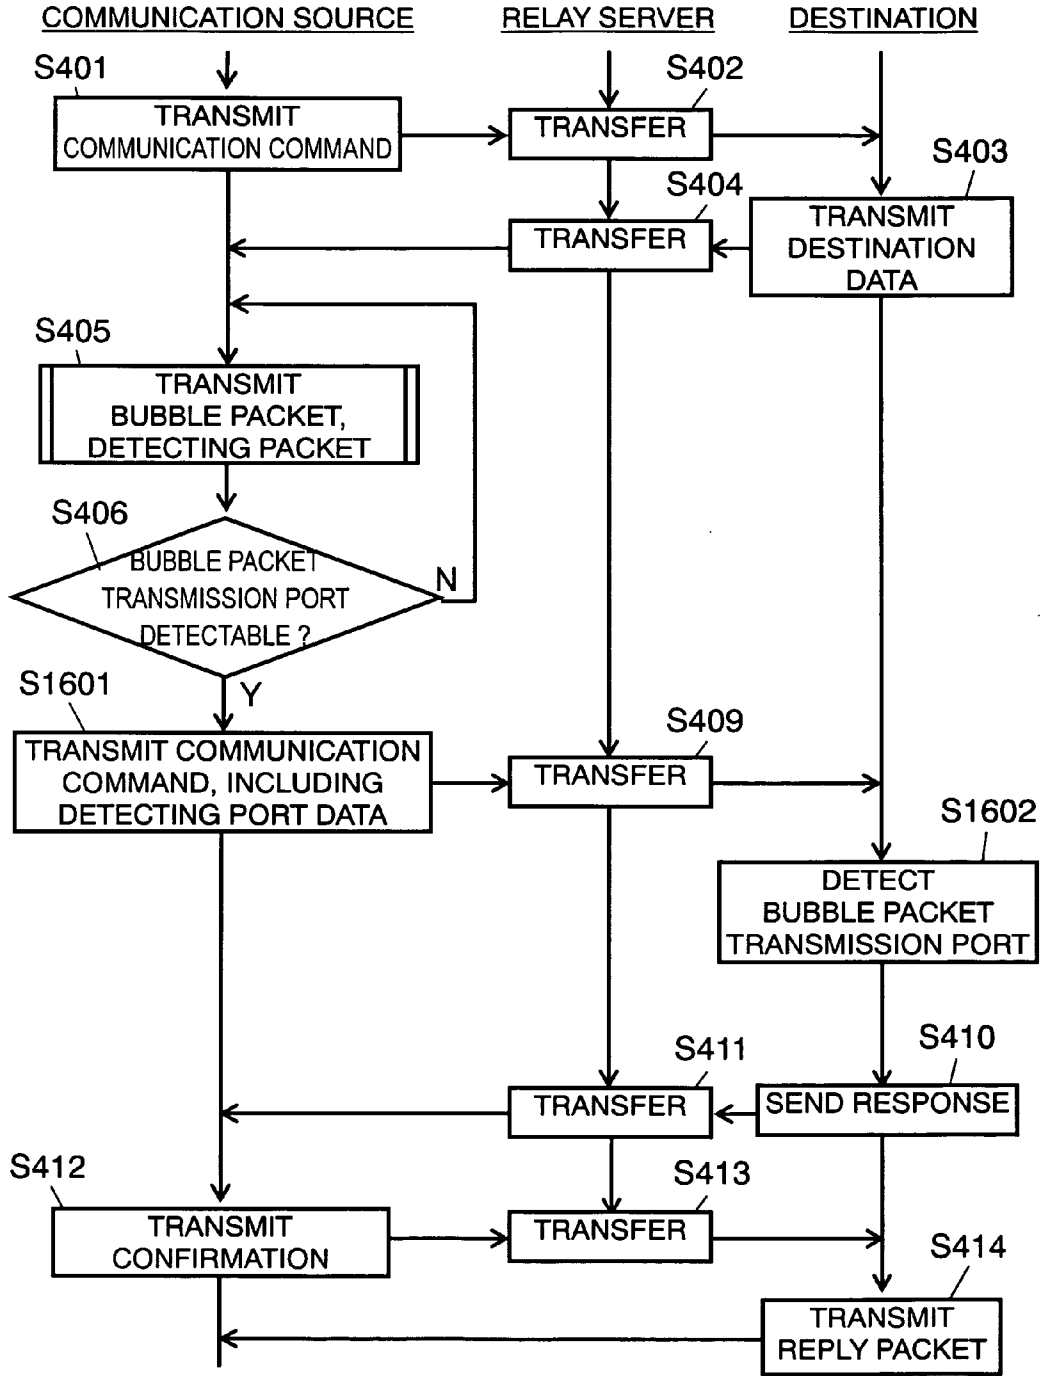 COMMUNICATION SOURCE
RELAY SERVER
DESTINATION
S401
S402
TRANSMIT
COMMUNICATION COMMAND
TRANSFER
S403
S404
TRANSFER
TRANSMIT
DESTINATION
DATA
S405
TRANSMIT
BUBBLE PACKET,
DETECTING PACKET
S406
BUBBLE PACKET
TRANSMISSION PORT
DETECTABLE ?
N
Y
S1601
TRANSMIT COMMUNICATION
COMMAND, INCLUDING
DETECTING PORT DATA
S409
TRANSFER
S1602
DETECT
BUBBLE PACKET
TRANSMISSION PORT
S410
SEND RESPONSE
S411
TRANSFER
S412
TRANSMIT
CONFIRMATION
S413
TRANSFER
S414
TRANSMIT
REPLY PACKET